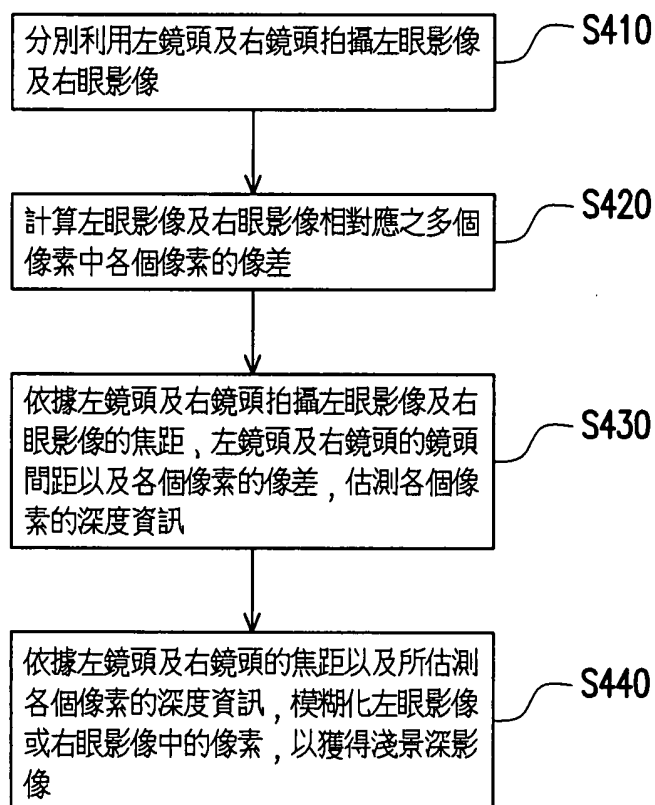 分別利用左鏡頭及右鏡頭拍攝左眼影像
及右眼影像
S410
計算左眼影像及右眼影像相對應之多個
像素中各個像素的像差
S420
依據左鏡頭及右鏡頭拍攝左眼影像及右
眼影像的焦距、左鏡頭及右鏡頭的鏡頭
間距以及各個像素的像差，估測各個像
素的深度資訊
S430
依據左鏡頭及右鏡頭的焦距以及所估測
各個像素的深度資訊，模糊化左眼影像
或右眼影像中的像素，以獲得淺景深影
像
S440